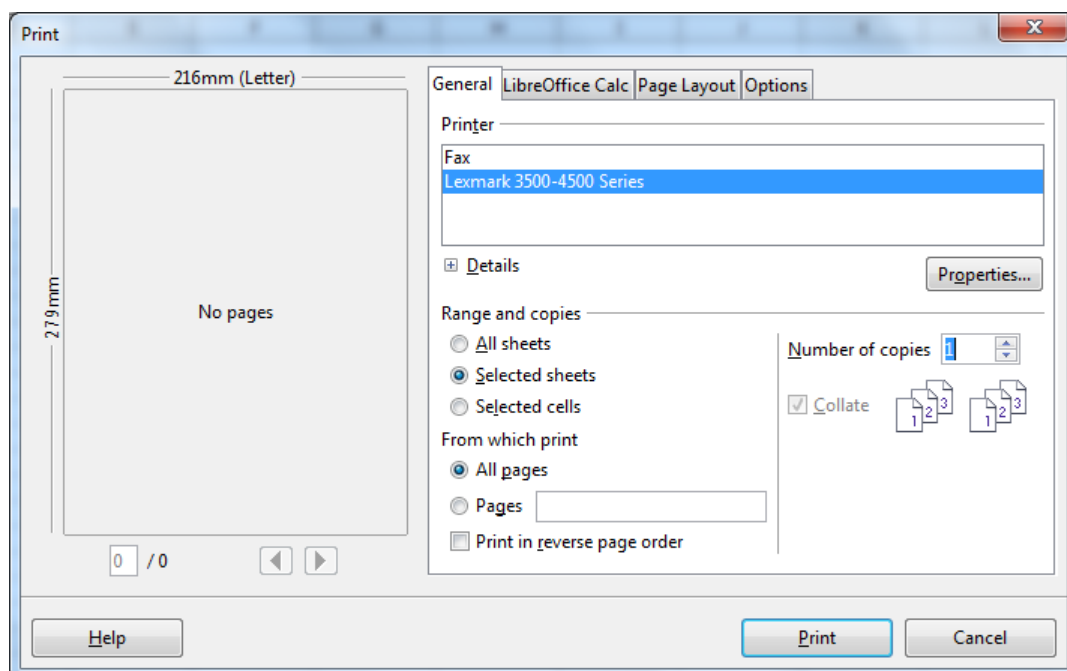 Print
216mm (Letter)
279mm
No pages
0 / 0
General LibreOffice Calc Page Layout Options
Printer
Fax
Lexmark 3500-4500 Series
Details
Properties...
Range and copies
All sheets
Selected sheets
Selected cells
From which print
All pages
Pages
Print in reverse page order
Number of copies 1
Collate
1 2 3 1 2 3
Help
Print
Cancel